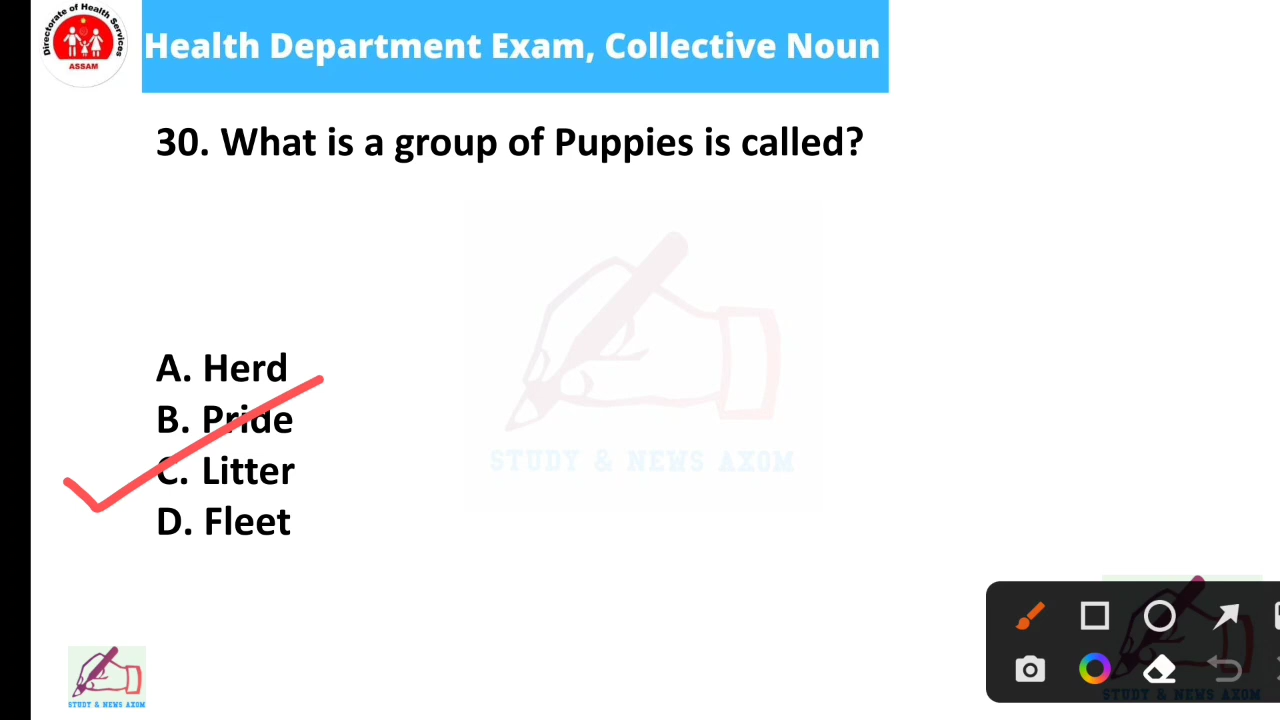 Directorate of Health Services
ASSAM
Health Department Exam, Collective Noun
30. What is a group of Puppies is called?
A. Herd
B. Pride
C. Litter
D. Fleet
STUDY & NEWS AXOM
STUDY & NEWS AXOM
STUDY & NEWS AXOM